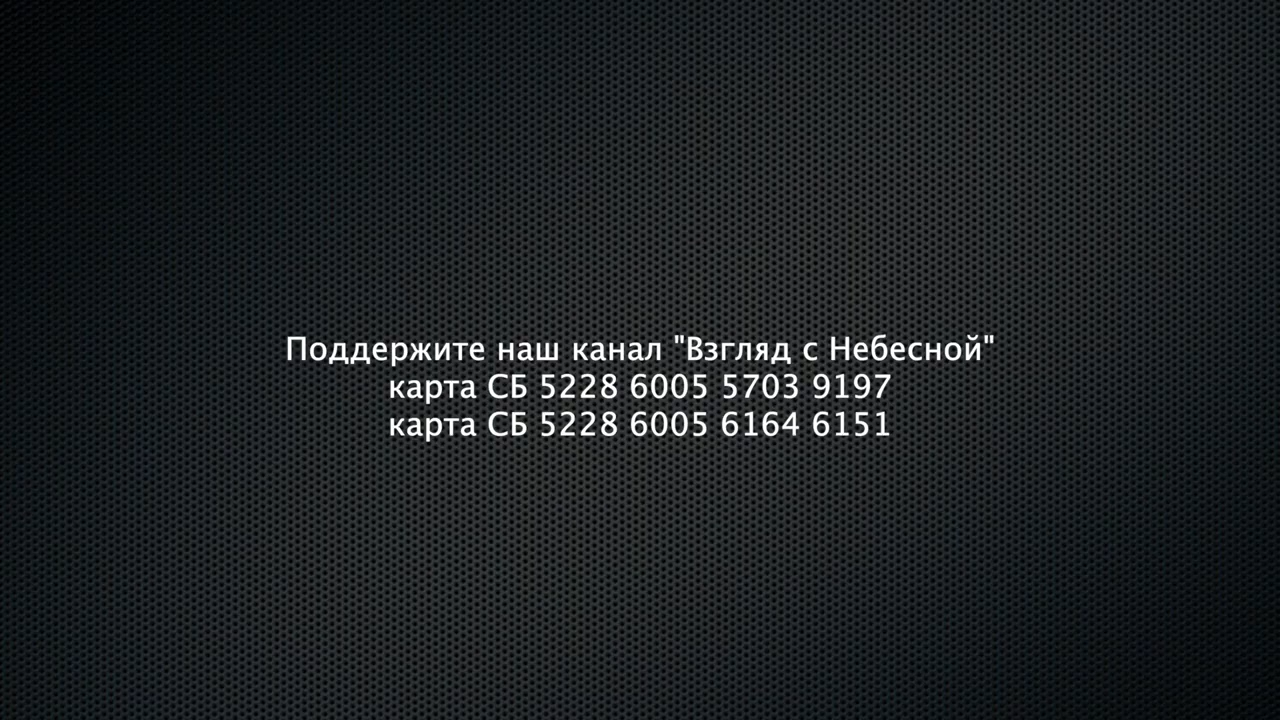 Поддержите наш канал "Взгляд с Небесной"
карта СБ 5228 6005 5703 9197
карта СБ 5228 6005 6164 6151